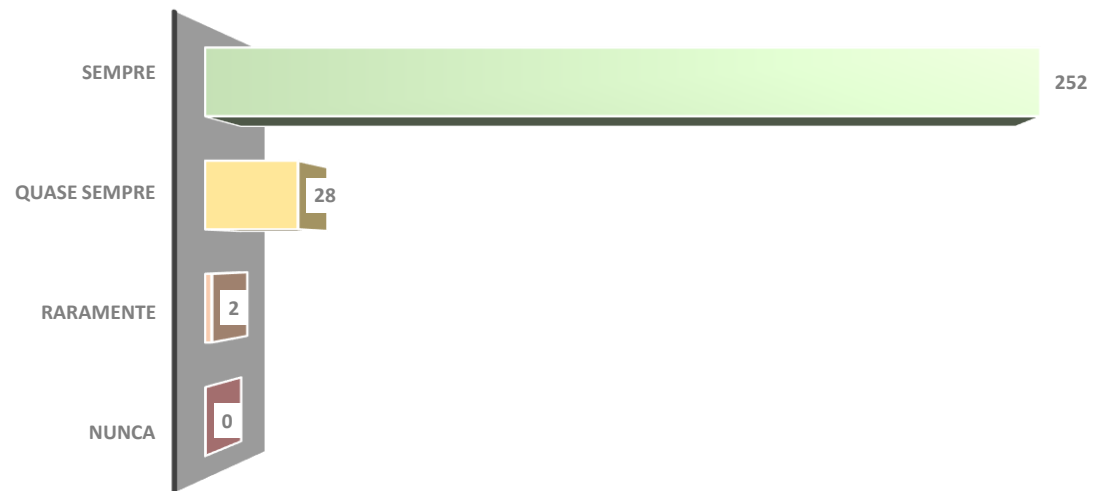 SEMPRE
252
QUASE SEMPRE
28
RARAMENTE
2
NUNCA
0